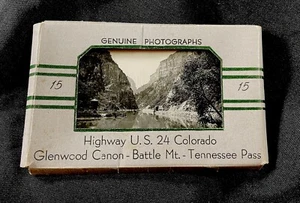 GENUINE PHOTOGRAPHS
15 15
Highway U.S. 24 Colorado
Glenwood Canon - Battle Mt. - Tennessee Pass